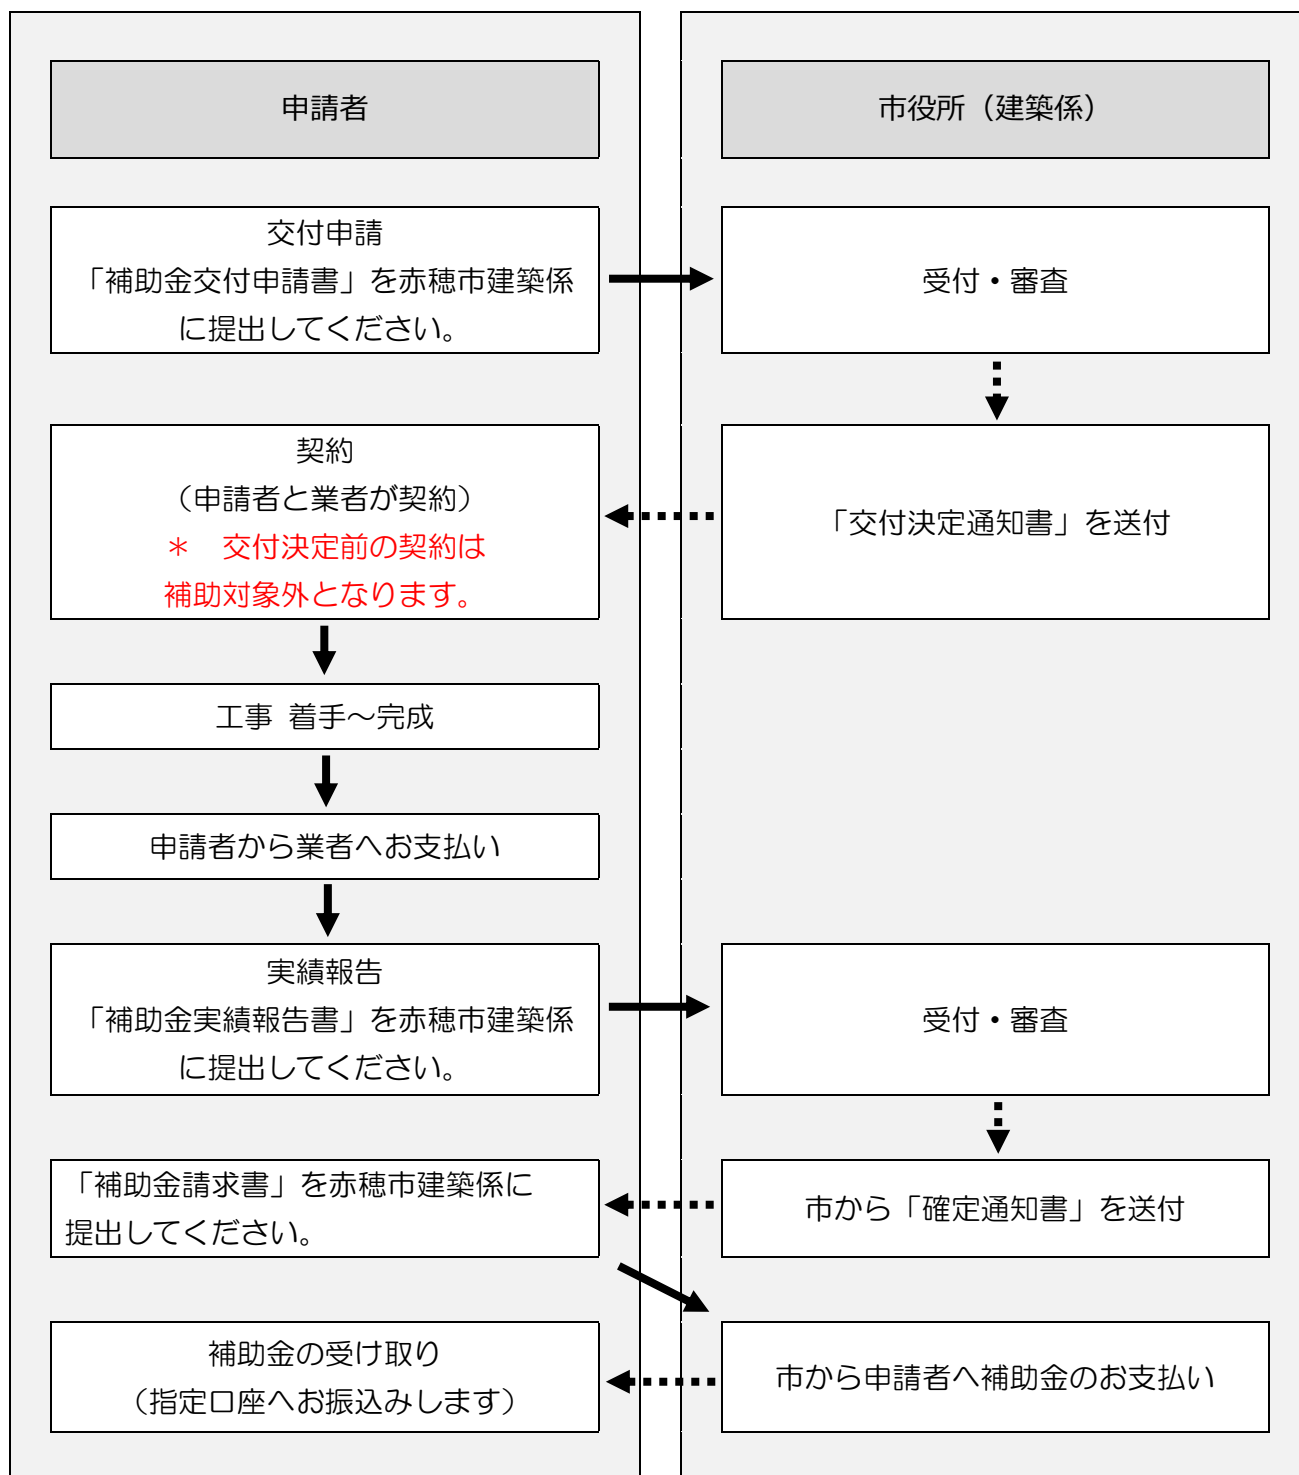 申請者
市役所（建築係）
交付申請
「補助金交付申請書」を赤穂市建築係
に提出してください。
受付・審査
契約
（申請者と業者が契約）
＊　交付決定前の契約は
補助対象外となります。
「交付決定通知書」を送付
工事 着手～完成
申請者から業者へお支払い
実績報告
「補助金実績報告書」を赤穂市建築係
に提出してください。
受付・審査
「補助金請求書」を赤穂市建築係に
提出してください。
市から「確定通知書」を送付
補助金の受け取り
（指定口座へお振込みします）
市から申請者へ補助金のお支払い